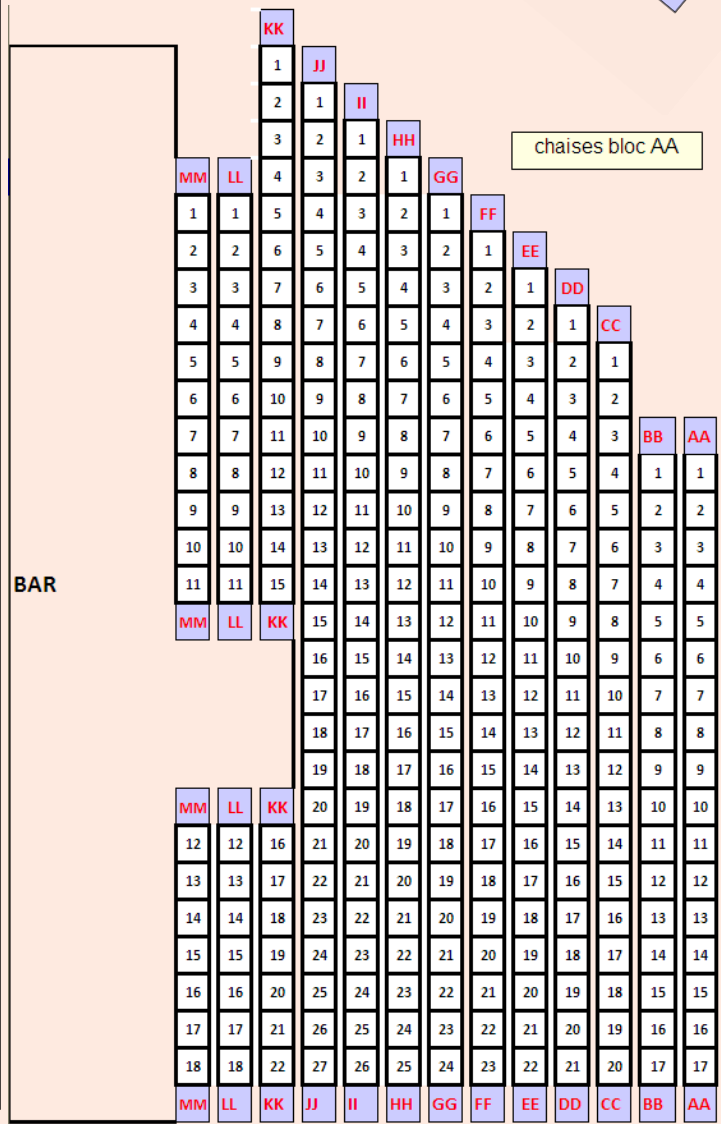 KK
1 JJ
2 1 II
3 2 1 HH chaises bloc AA
MM LL 4 3 2 1 GG
1 1 5 4 3 2 1 FF
2 2 6 5 4 3 2 1 EE
3 3 7 6 5 4 3 2 1 DD
4 4 8 7 6 5 4 3 2 1 CC
5 5 9 8 7 6 5 4 3 2 1
6 6 10 9 8 7 6 5 4 3 2
7 7 11 10 9 8 7 6 5 4 3 BB AA
8 8 12 11 10 9 8 7 6 5 4 1 1
9 9 13 12 11 10 9 8 7 6 5 2 2
10 10 14 13 12 11 10 9 8 7 6 3 3
BAR 11 11 15 14 13 12 11 10 9 8 7 4 4
MM LL KK 15 14 13 12 11 10 9 8 5 5
16 15 14 13 12 11 10 9 6 6
17 16 15 14 13 12 11 10 7 7
18 17 16 15 14 13 12 11 8 8
19 18 17 16 15 14 13 12 9 9
MM LL KK 20 19 18 17 16 15 14 13 10 10
12 12 16 21 20 19 18 17 16 15 14 11 11
13 13 17 22 21 20 19 18 17 16 15 12 12
14 14 18 23 22 21 20 19 18 17 16 13 13
15 15 19 24 23 22 21 20 19 18 17 14 14
16 16 20 25 24 23 22 21 20 19 18 15 15
17 17 21 26 25 24 23 22 21 20 19 16 16
18 18 22 27 26 25 24 23 22 21 20 17 17
MM LL KK JJ II HH GG FF EE DD CC BB AA